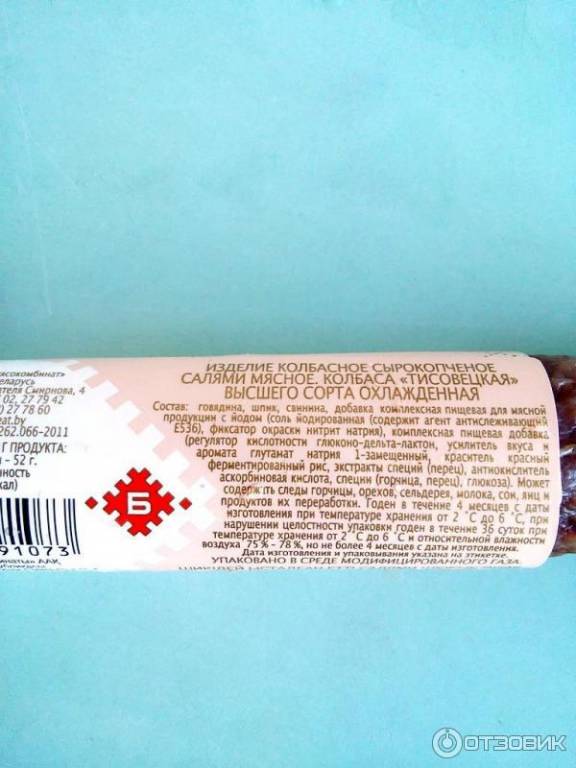 ИЗДЕЛИЕ КОЛБАСНОЕ СЫРОКОПЧЕНОЕ
САЛЯМИ МЯСНОЕ. КОЛБАСА «ТИСОВЕЦКАЯ»
ВЫСШЕГО СОРТА ОХЛАЖДЕННАЯ
Состав: говядина, шпик, свинина, добавка комплексная пищевая для мясной
продукции с йодом (соль йодированная (содержит агент антислеживающий
Е536), фиксатор окраски нитрит натрия), комплексная пищевая добавка
(регулятор кислотности глюконо-дельта-лактон, усилитель вкуса и
аромата глутамат натрия 1-замещенный, краситель красный
ферментированный рис, экстракты специй (перец), антиокислитель
аскорбиновая кислота, специи (горчица, перец), глюкоза). Может
содержать следы горчицы, орехов, сельдерея, молока, сои, яиц и
продуктов их переработки. Годен в течение 4 месяцев с даты
изготовления при температуре хранения от 2 °С до 6 °С, при
нарушении целостности упаковки годен в течение 38 суток при
температуре хранения от 2 °С до 6 °С и относительной влажности
воздуха 75 % – 78 %, но не более 4 месяцев с даты изготовления.
Дата изготовления и упаковывания указана на этикетке.
УПАКОВАНО В СРЕДЕ МОДИФИЦИРОВАННОГО ГАЗА.
ясокомбинат»
еларусь
ателя Смирнова, 4
02, 27 79 42
) 27 78 60
eat.by
262.066-2011
Г ПРОДУКТА:
- 52 г.
нность
кал)
Б
91073
ОТЗОВИК